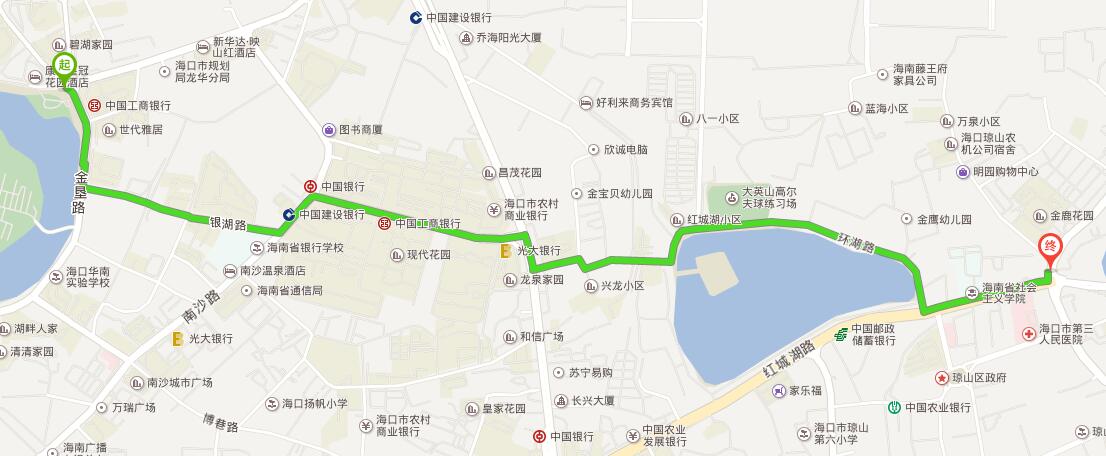 中国建设银行
碧湖家园
新华达·映
山红酒店
乔海阳光大厦
起
海口市规划
局龙华分局
花园酒店
海南藤王府
家具公司
中国工商银行
好利来商务宾馆
蓝海小区
世代雅居
图书商厦
八一小区
万泉小区
海口琼山农
机公司宿舍
欣诚电脑
金垦路
中国银行
昌茂花园
明园购物中心
金宝贝幼儿园
大英山高尔
夫球练习场
银湖路
中国建设银行
中国工商银行
海口市农村
商业银行
红城湖小区
金鹰幼儿园
金鹿花园
海南省银行学校
现代花园
光大银行
环湖路
终
海口华南
实验学校
南沙温泉酒店
龙泉家园
兴龙小区
海南省通信局
海南省社会
主义学院
南沙路
湖畔人家
光大银行
和信广场
中国邮政
储蓄银行
海口市第三
人民医院
清清家园
红城湖路
南沙城市广场
苏宁易购
琼山区政府
家乐福
万瑞广场
海口扬帆小学
皇家花园
长兴大厦
中国农业银行
博巷路
海口市农村
商业银行
中国银行
中国农业
发展银行
海口市琼山
第六小学
琼山
海南广播